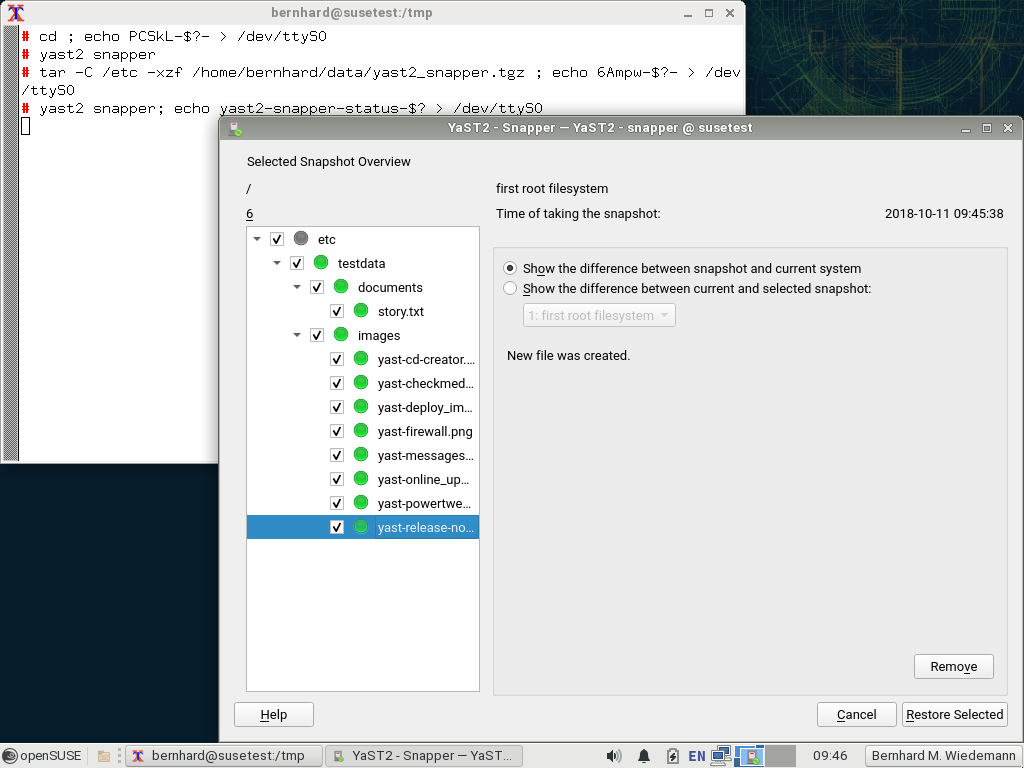 bernhard@susetest:/tmp
# cd ; echo PCSkL-$?- > /dev/ttyS0
# yast2 snapper
# tar -C /etc -xzf /home/bernhard/data/yast2_snapper.tgz ; echo 6Ampw-$?- > /dev
/ttyS0
# yast2 snapper; echo yast2-snapper-status-$? > /dev/ttyS0
YaST2 - Snapper — YaST2 - snapper @ susetest
Selected Snapshot Overview
/
first root filesystem
6
Time of taking the snapshot:
2018-10-11 09:45:38
etc
testdata
documents
story.txt
images
yast-cd-creator....
yast-checkmed...
yast-deploy_im...
yast-firewall.png
yast-messages...
yast-online_up...
yast-powertwe...
yast-release-no...
Show the difference between snapshot and current system
Show the difference between current and selected snapshot:
1: first root filesystem
New file was created.
Remove
Help
Cancel
Restore Selected
openSUSE
bernhard@susetest:/tmp
YaST2 - Snapper — YaST...
EN
09:46
Bernhard M. Wiedemann